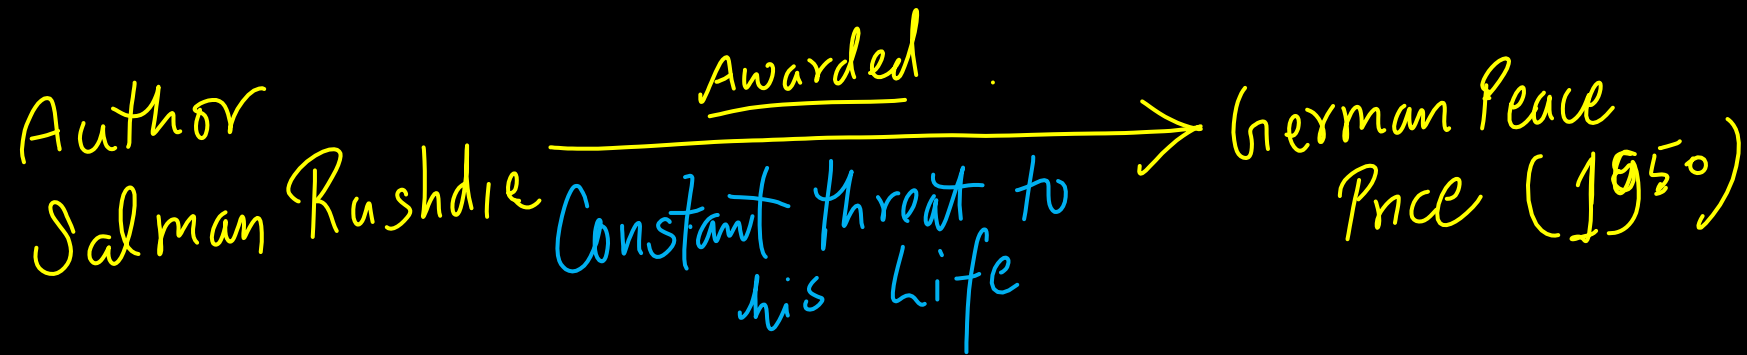 Awarded
Author
German Peace
Salman Rushdie
Price (1950)
Constant threat to
his Life